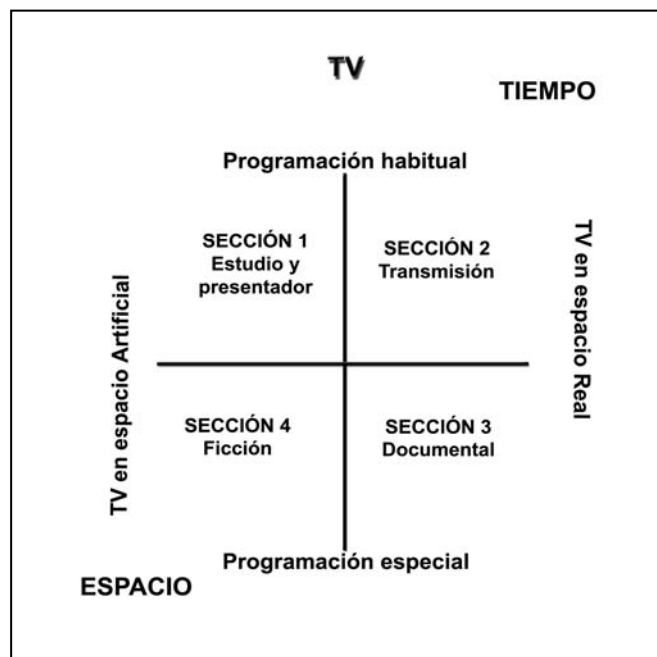 TV
TIEMPO
Programación habitual
SECCIÓN 1
Estudio y
presentador
SECCIÓN 2
Transmisión
TV en espacio Artificial
TV en espacio Real
SECCIÓN 4
Ficción
SECCIÓN 3
Documental
Programación especial
ESPACIO